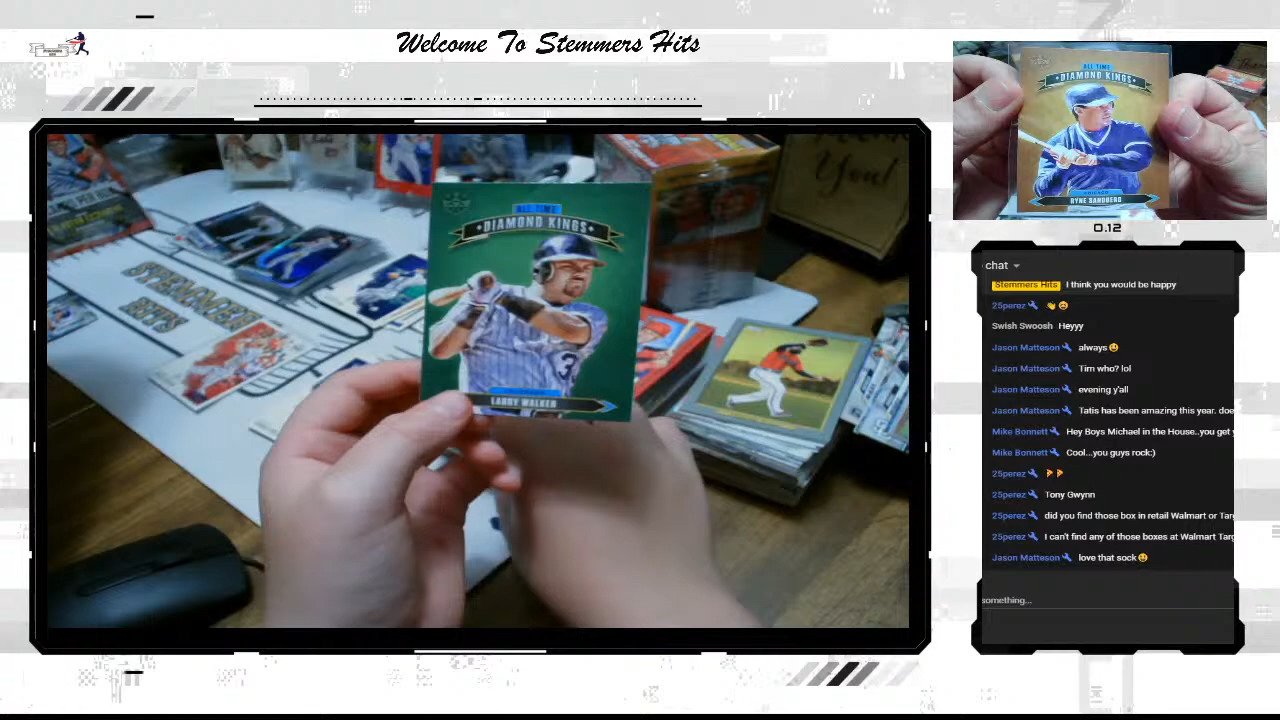 Welcome To Stemmers Hits
ALL TIME
DIAMOND KINGS
CHICAGO
RYNE SANDBERG
You!
ALL TIME
DIAMOND KINGS
LARRY WALKER
STEMMER
HITS
0.12
chat
Stemmers Hits I think you would be happy
25perez
Swish Swoosh Heyyy
Jason Matteson always
Jason Matteson Tim who? lol
Jason Matteson evening y'all
Jason Matteson Tatis has been amazing this year. doe
Mike Bonnett Hey Boys Michael in the House..you get y
Mike Bonnett Cool...you guys rock:)
25perez
25perez Tony Gwynn
25perez did you find those box in retail Walmart or Targ
25perez I can't find any of those boxes at Walmart Targ
Jason Matteson love that sock
something...